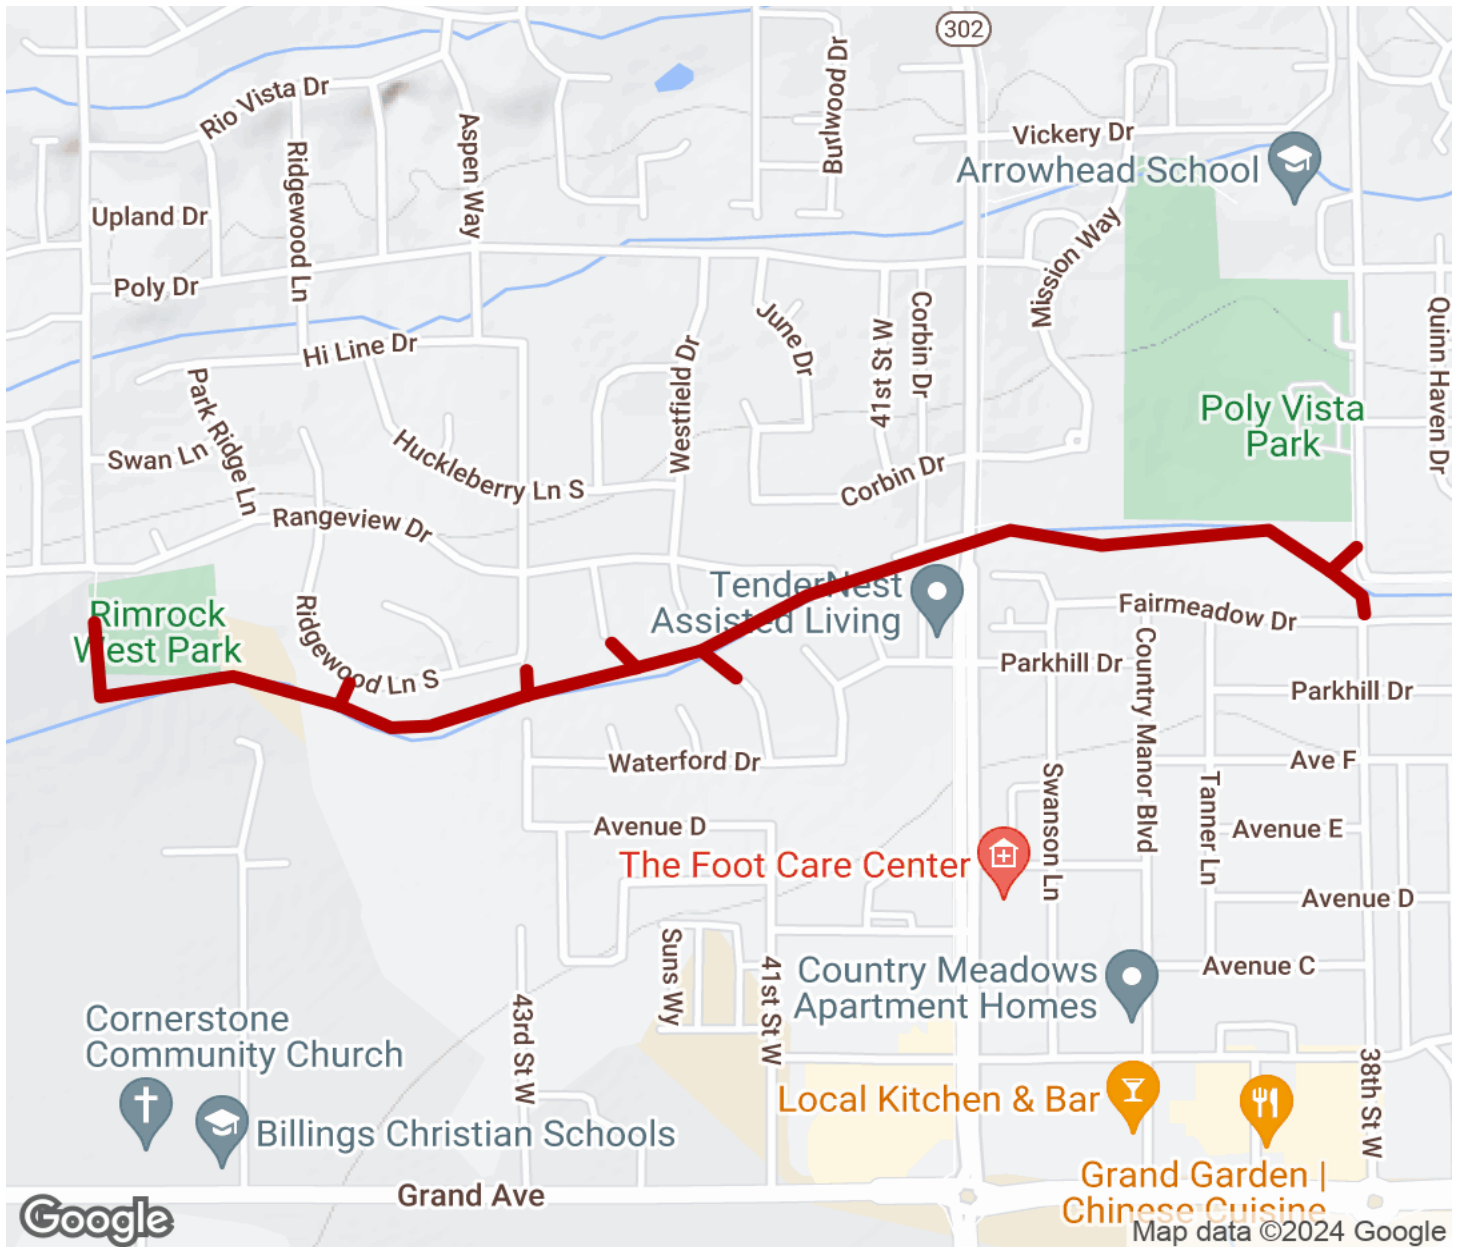 302
Rio Vista Dr
Ridgewood Ln
Aspen Way
Burlwood Dr
Vickery Dr
Arrowhead School
Upland Dr
Poly Dr
Mission Way
Hi Line Dr
June Dr
41st St W
Corbin Dr
Quinn Haven Dr
Park Ridge Ln
Westfield Dr
Poly Vista
Park
Swan Ln
Huckleberry Ln S
Corbin Dr
Rangeview Dr
TenderNest
Assisted Living
Rimrock
West Park
Ridgewood Ln S
Fairmeadow Dr
Parkhill Dr
Country Manor Blvd
Parkhill Dr
Waterford Dr
Ave F
Swanson Ln
Tanner Ln
Avenue D
Avenue E
The Foot Care Center
Avenue D
Suns Wy
41st St W
Country Meadows
Apartment Homes
Avenue C
Cornerstone
Community Church
43rd St W
38th St W
Local Kitchen & Bar
Billings Christian Schools
Grand Garden |
Chinese Cuisine
Grand Ave
Google
Map data ©2024 Google